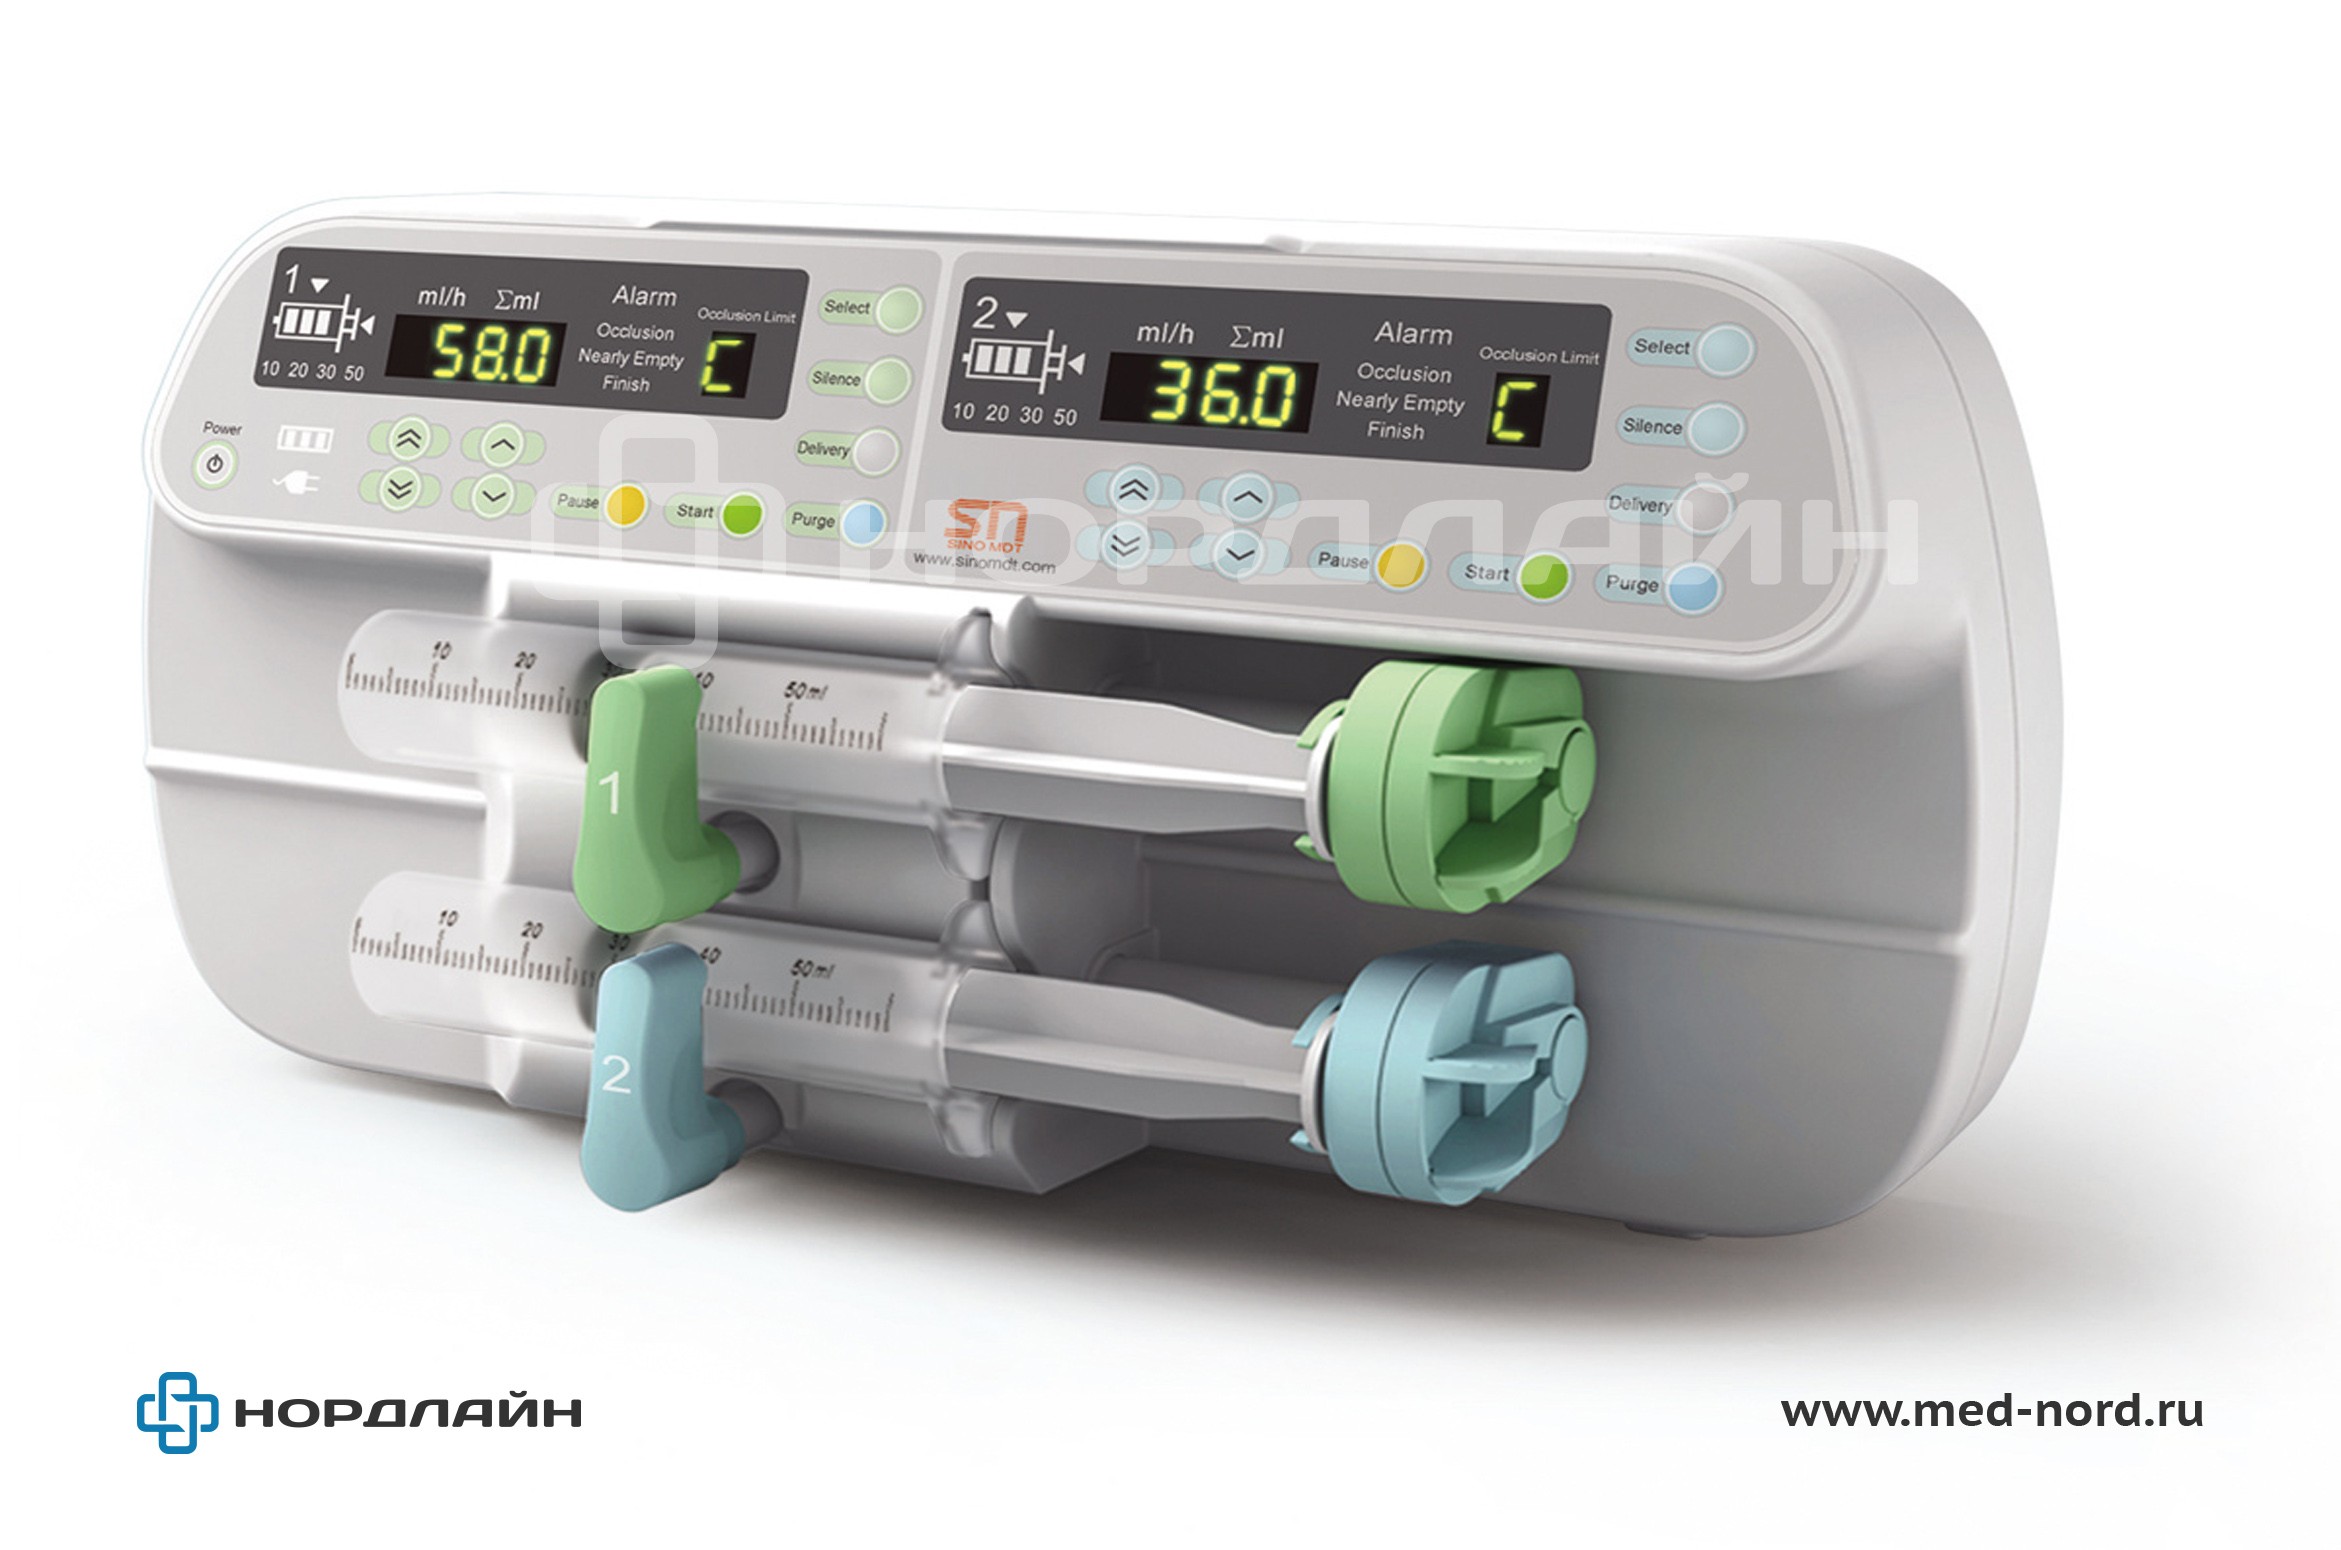 1
ml/h Σml
Alarm
Occlusion Limit
58.0
Occlusion
Nearly Empty
Finish
C
10 20 30 50
Select
Silence
Delivery
Power
Pause
Start
Purge
2
ml/h Σml
Alarm
Occlusion Limit
36.0
Occlusion
Nearly Empty
Finish
C
10 20 30 50
Select
Silence
Delivery
Pause
Start
Purge
SINO MDT
www.sinomdt.com
НОРДЛАЙН
10 20 50ml
1
10 20 30 40 50ml
2
НОРДЛАЙН
www.med-nord.ru